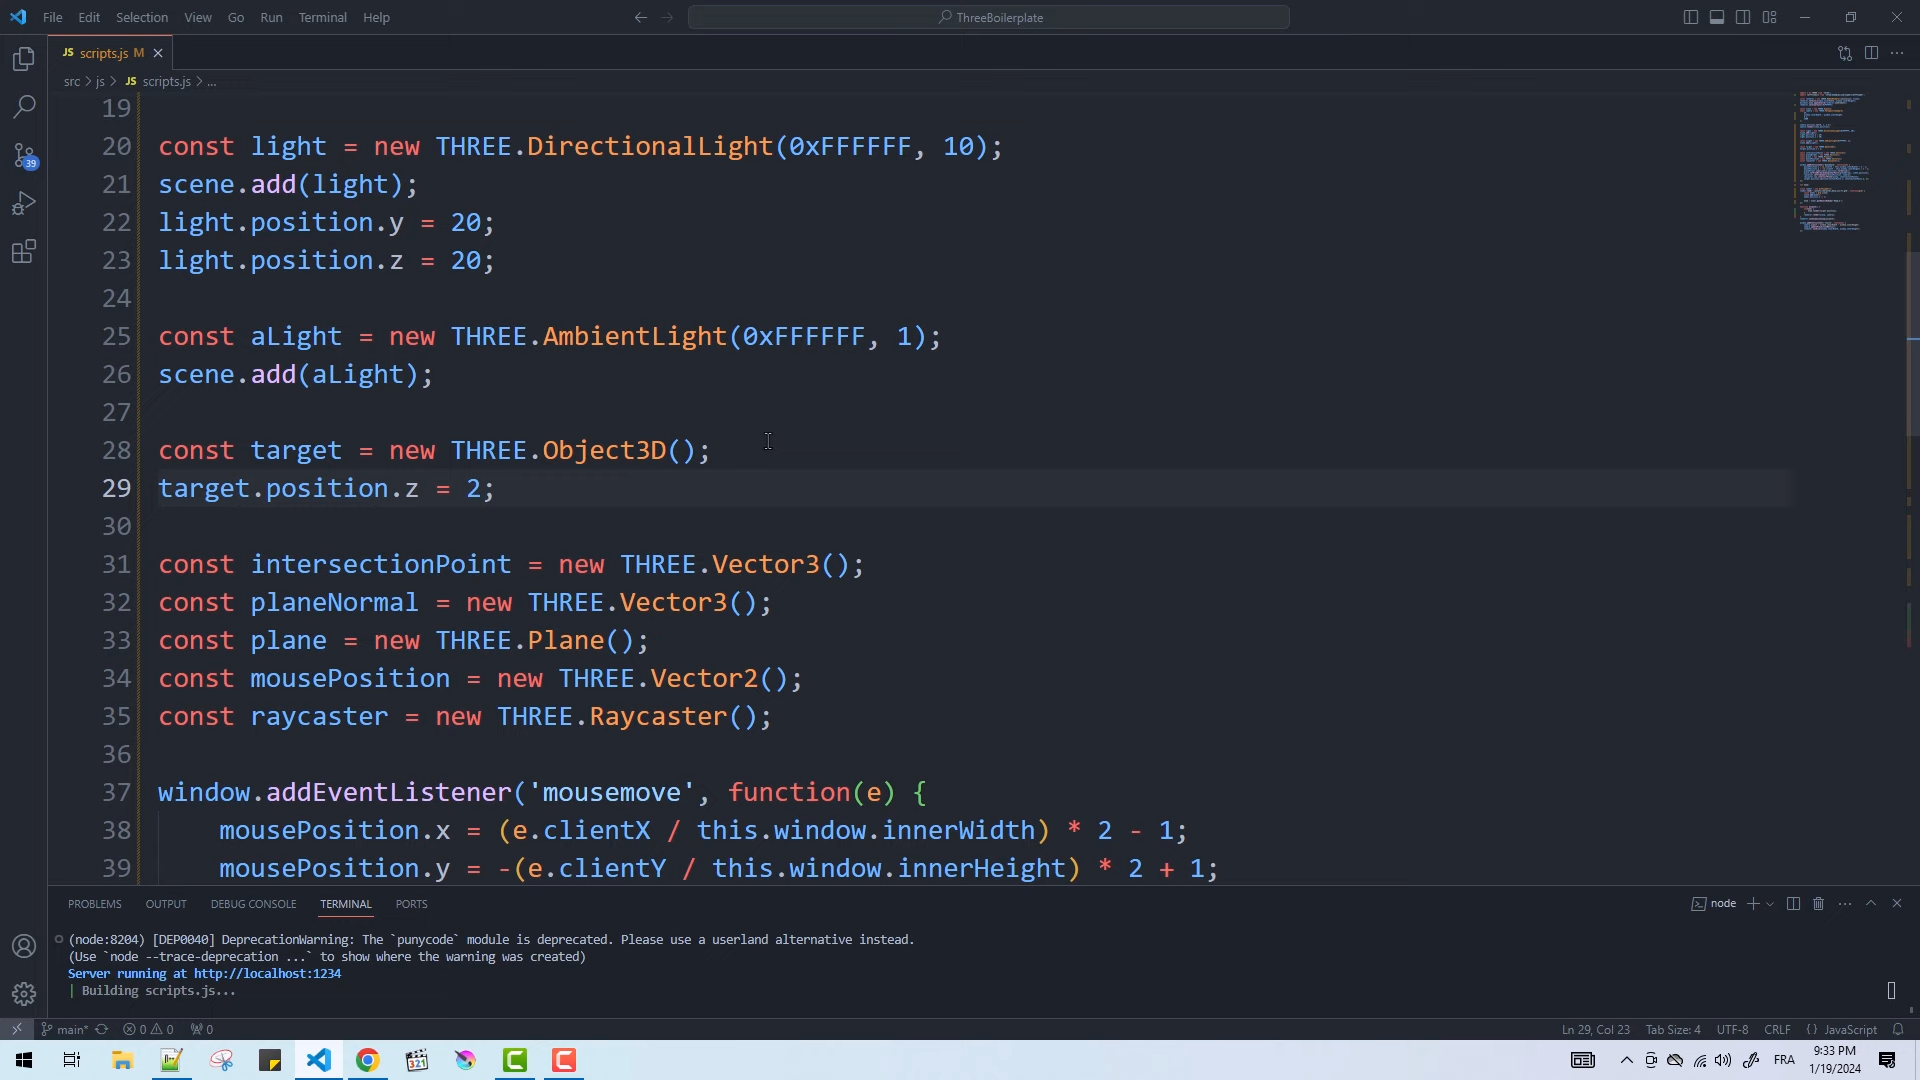 File Edit Selection View Go Run Terminal Help
ThreeBoilerplate
JS scripts.js M
src > js > JS scripts.js > ...
19
20 const light = new THREE.DirectionalLight(0xFFFFFF, 10);
21 scene.add(light);
22 light.position.y = 20;
23 light.position.z = 20;
24
25 const aLight = new THREE.AmbientLight(0xFFFFFF, 1);
26 scene.add(aLight);
27
28 const target = new THREE.Object3D();
29 target.position.z = 2;
30
31 const intersectionPoint = new THREE.Vector3();
32 const planeNormal = new THREE.Vector3();
33 const plane = new THREE.Plane();
34 const mousePosition = new THREE.Vector2();
35 const raycaster = new THREE.Raycaster();
36
37 window.addEventListener('mousemove', function(e) {
38 mousePosition.x = (e.clientX / this.window.innerWidth) * 2 - 1;
39 mousePosition.y = -(e.clientY / this.window.innerHeight) * 2 + 1;
39
PROBLEMS OUTPUT DEBUG CONSOLE TERMINAL PORTS
node
(node:8204) [DEP0040] DeprecationWarning: The `punycode` module is deprecated. Please use a userland alternative instead.
(Use `node --trace-deprecation ...` to show where the warning was created)
Server running at http://localhost:1234
| Building scripts.js...
main* 0 0 0
Ln 29, Col 23 Tab Size: 4 UTF-8 CRLF {} JavaScript
321
FRA
9:33 PM
1/19/2024